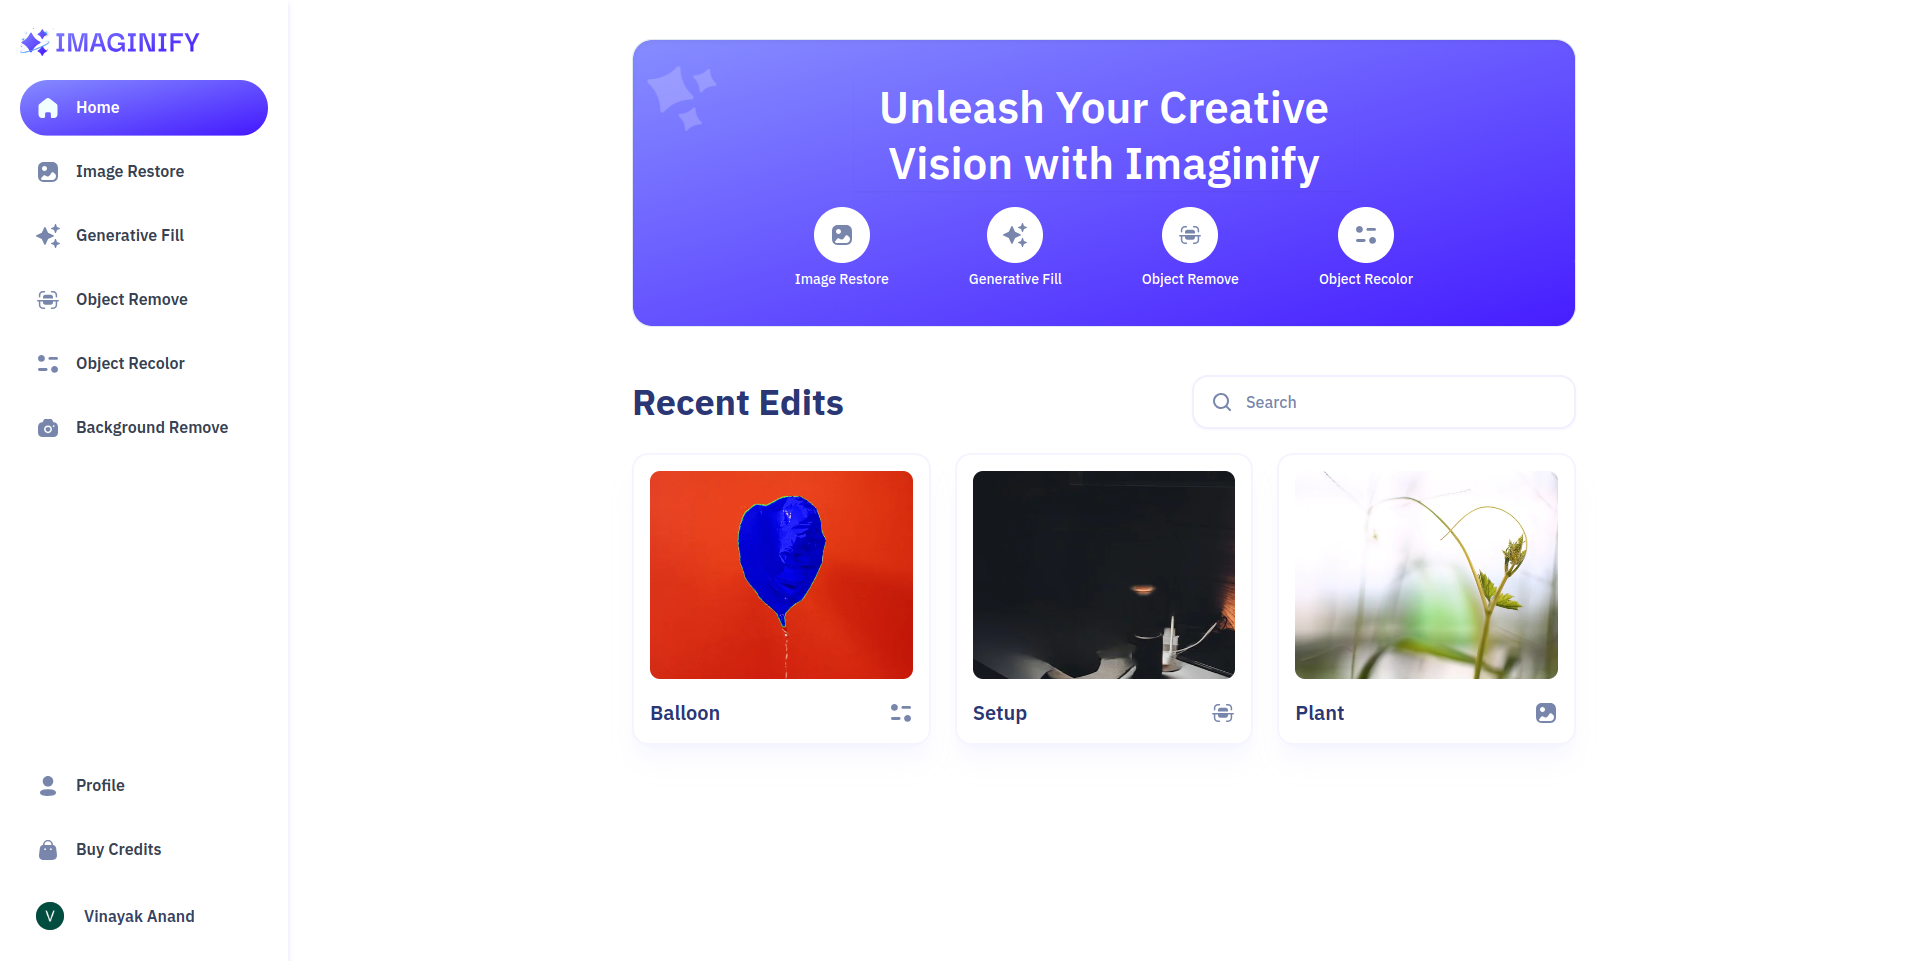 IMAGINIFY
Home
Image Restore
Generative Fill
Object Remove
Object Recolor
Background Remove
Profile
Buy Credits
V
Vinayak Anand
Unleash Your Creative
Vision with Imaginify
Image Restore
Generative Fill
Object Remove
Object Recolor
Recent Edits
Search
Balloon
Setup
Plant